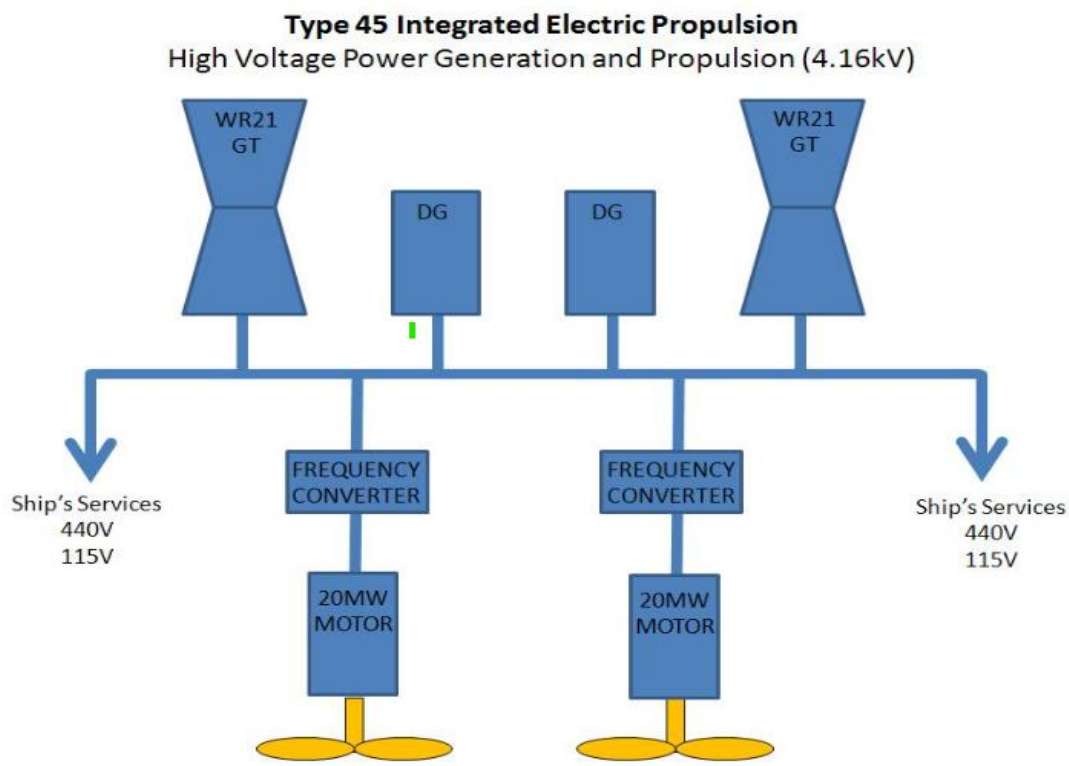 Type 45 Integrated Electric Propulsion
High Voltage Power Generation and Propulsion (4.16kV)
WR21
GT
DG
DG
WR21
GT
FREQUENCY
CONVERTER
FREQUENCY
CONVERTER
Ship's Services
440V
115V
Ship's Services
440V
115V
20MW
MOTOR
20MW
MOTOR